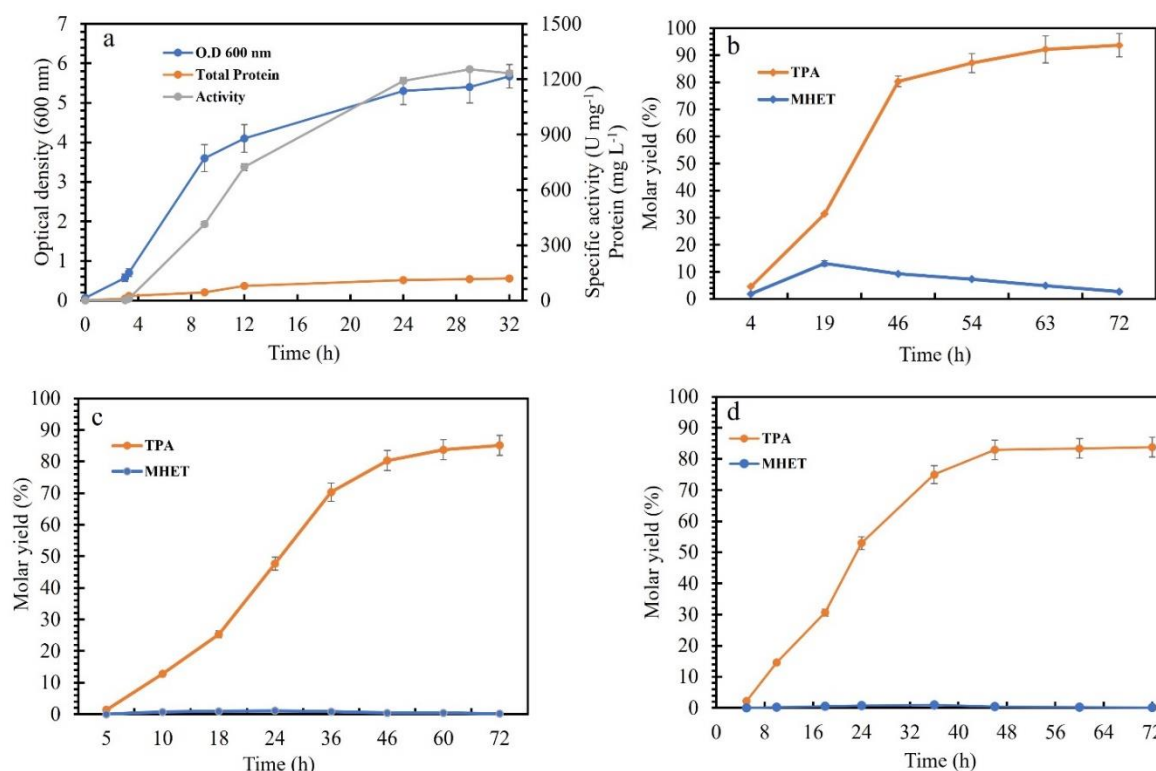 a
O.D 600 nm
Total Protein
Activity
Optical density (600 nm)
7
6
5
4
3
2
1
0
1500
1200
900
600
300
0
Specific activity (U mg-1)
Protein (mg L-1)
0 4 8 12 16 20 24 28 32
Time (h)
b
TPA
MHET
Molar yield (%)
100
90
80
70
60
50
40
30
20
10
0
4 19 46 54 63 72
Time (h)
c
TPA
MHET
Molar yield (%)
100
90
80
70
60
50
40
30
20
10
0
5 10 18 24 36 46 60 72
Time (h)
d
TPA
MHET
Molar yield (%)
100
90
80
70
60
50
40
30
20
10
0
0 8 16 24 32 40 48 56 64 72
Time (h)